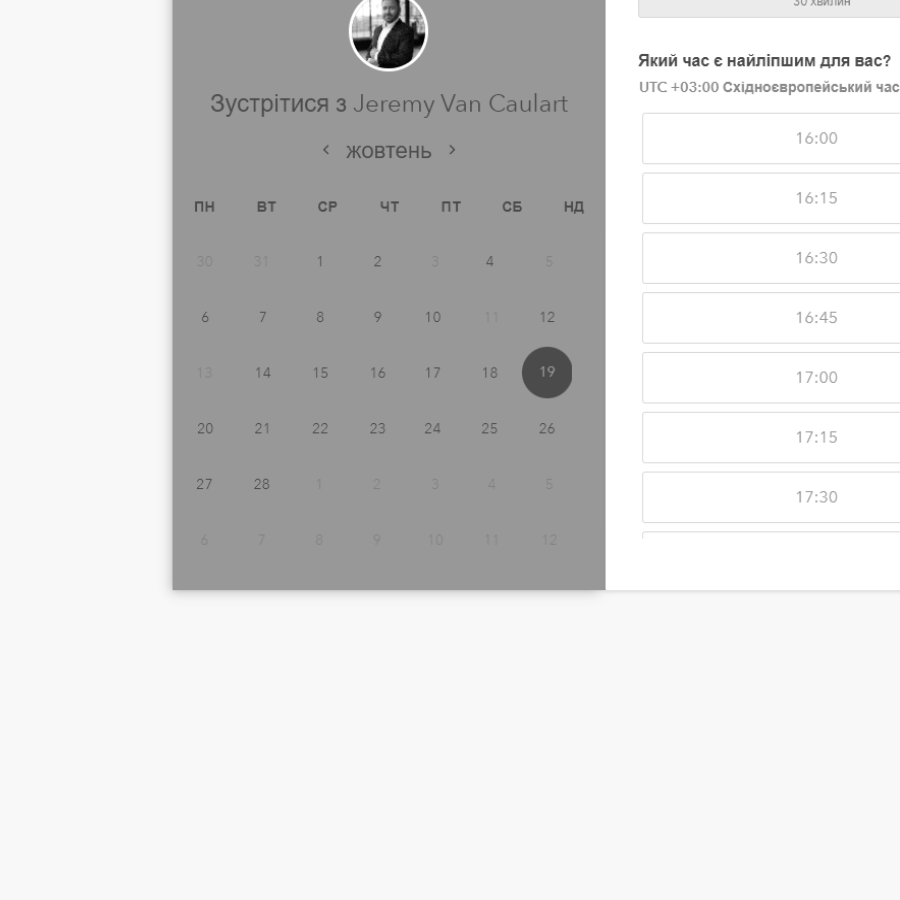 Зустрітися з Jeremy Van Caulart
‹ жовтень ›
ПН ВТ СР ЧТ ПТ СБ НД
30 31 1 2 3 4 5
6 7 8 9 10 11 12
13 14 15 16 17 18 19
20 21 22 23 24 25 26
27 28 1 2 3 4 5
6 7 8 9 10 11 12
30 хвилин
Який час є найліпшим для вас?
UTC +03:00 Східноєвропейський час
16:00
16:15
16:30
16:45
17:00
17:15
17:30